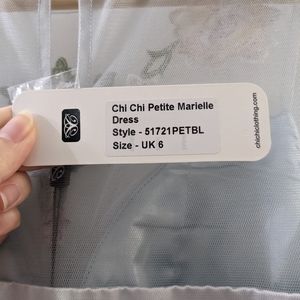 Chi Chi Petite Marielle
Dress
Style - 51721PETBL
Size - UK 6
chichiclothing.com